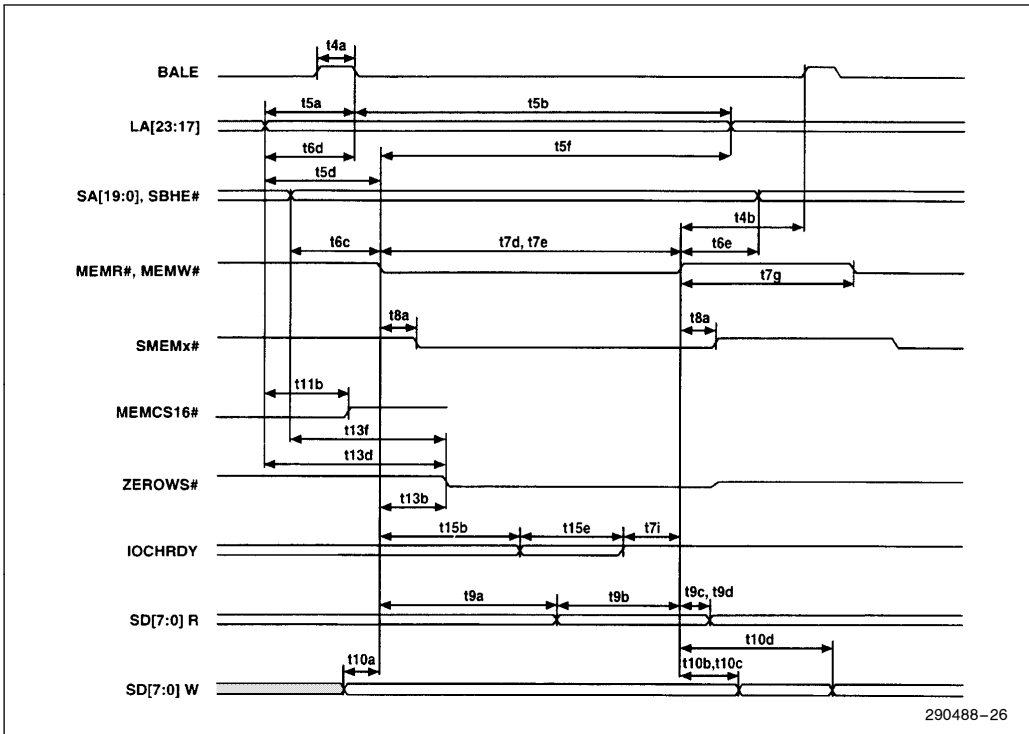 t4a
BALE
t5a t5b
LA[23:17]
t6d t5f
t5d
SA[19:0], SBHE#
t4b
t6c t7d, t7e t6e
MEMR#, MEMW#
t7g
t8a t8a
SMEMx#
t11b
MEMCS16#
t13f
t13d
ZEROWS#
t13b
t15b t15e t7i
IOCHRDY
t9a t9b t9c, t9d
SD[7:0] R
t10d
t10a t10b,t10c
SD[7:0] W
290488–26